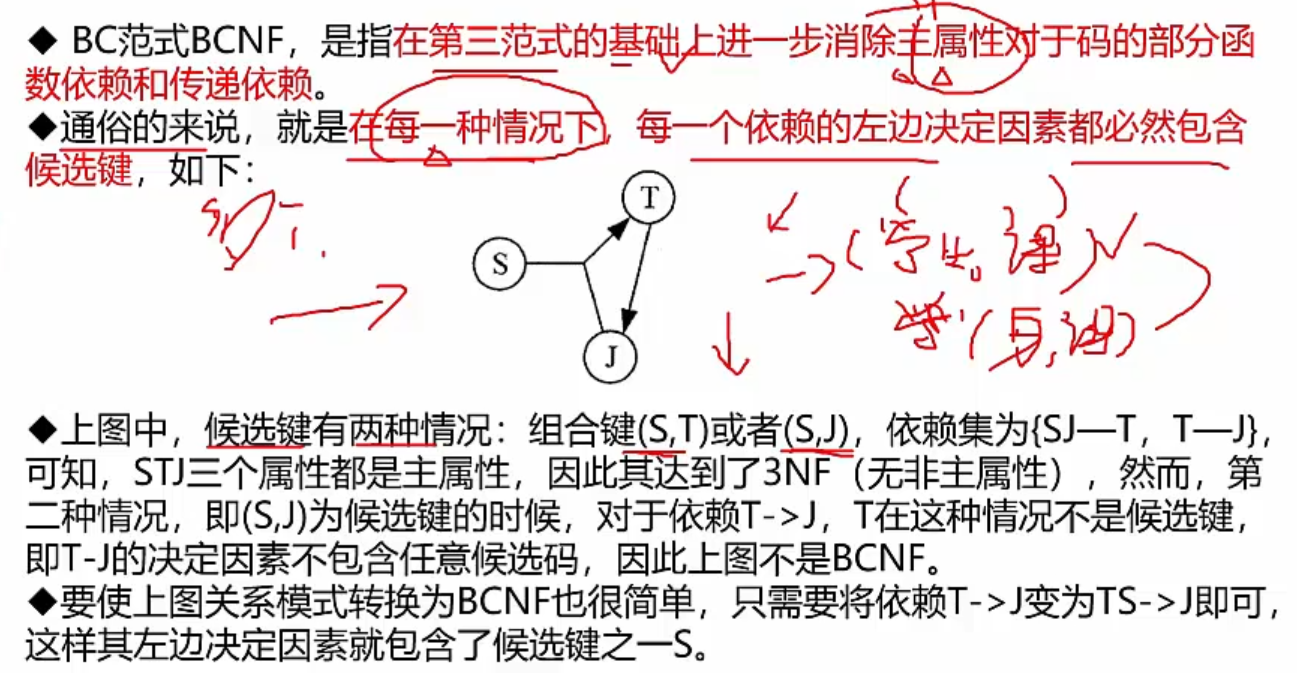 ◆ BC范式BCNF，是指在第三范式的基础上进一步消除主属性对于码的部分函
数依赖和传递依赖。
◆通俗的来说，就是在每一种情况下，每一个依赖的左边决定因素都必然包含
候选键，如下：
T
S
J
(学生。课)
◆上图中，候选键有两种情况：组合键(S,T)或者(S,J)，依赖集为{SJ—T，T—J}，
可知，STJ三个属性都是主属性，因此其达到了3NF（无非主属性），然而，第
二种情况，即(S,J)为候选键的时候，对于依赖T->J，T在这种情况不是候选键，
即T-J的决定因素不包含任意候选码，因此上图不是BCNF。
◆要使上图关系模式转换为BCNF也很简单，只需要将依赖T->J变为TS->J即可，
这样其左边决定因素就包含了候选键之一S。